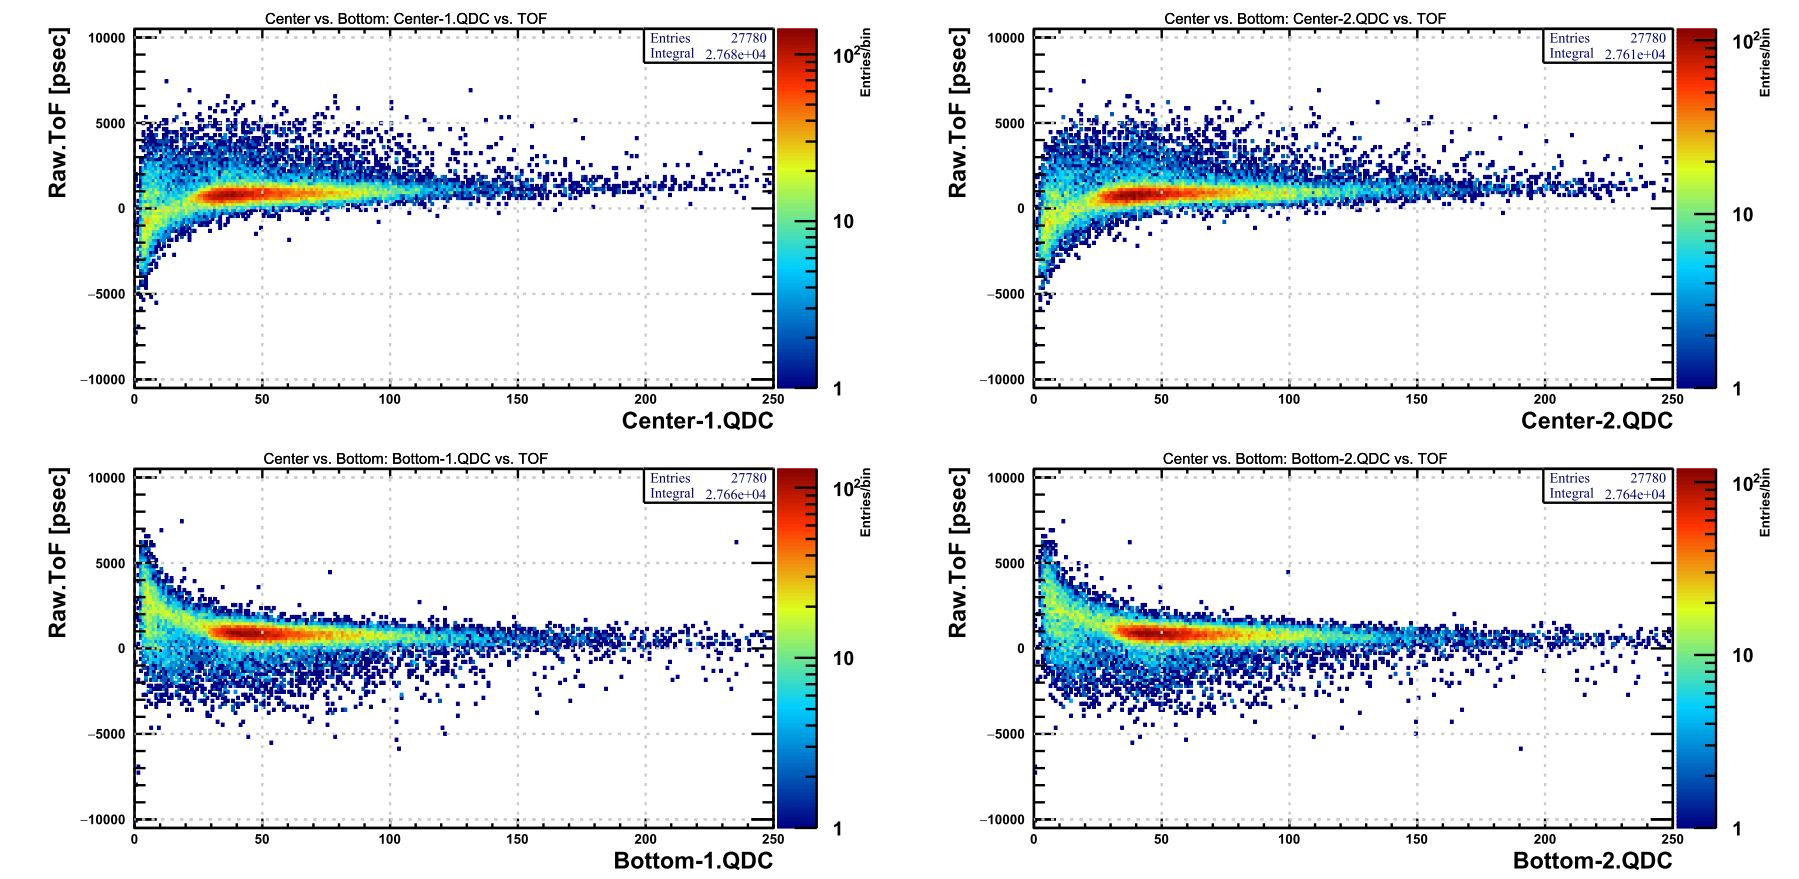 Center vs. Bottom: Center-1.QDC vs. TOF
Raw.ToF [psec]
10000
5000
0
−5000
−10000
Entries 27780
Integral 2.768e+04
10²
10
1
Entries/bin
0 50 100 150 200 250
Center-1.QDC
Center vs. Bottom: Center-2.QDC vs. TOF
Raw.ToF [psec]
10000
5000
0
−5000
−10000
Entries 27780
Integral 2.761e+04
10²
10
1
Entries/bin
0 50 100 150 200 250
Center-2.QDC
Center vs. Bottom: Bottom-1.QDC vs. TOF
Raw.ToF [psec]
10000
5000
0
−5000
−10000
Entries 27780
Integral 2.766e+04
10²
10
1
Entries/bin
0 50 100 150 200 250
Bottom-1.QDC
Center vs. Bottom: Bottom-2.QDC vs. TOF
Raw.ToF [psec]
10000
5000
0
−5000
−10000
Entries 27780
Integral 2.764e+04
10²
10
1
Entries/bin
0 50 100 150 200 250
Bottom-2.QDC